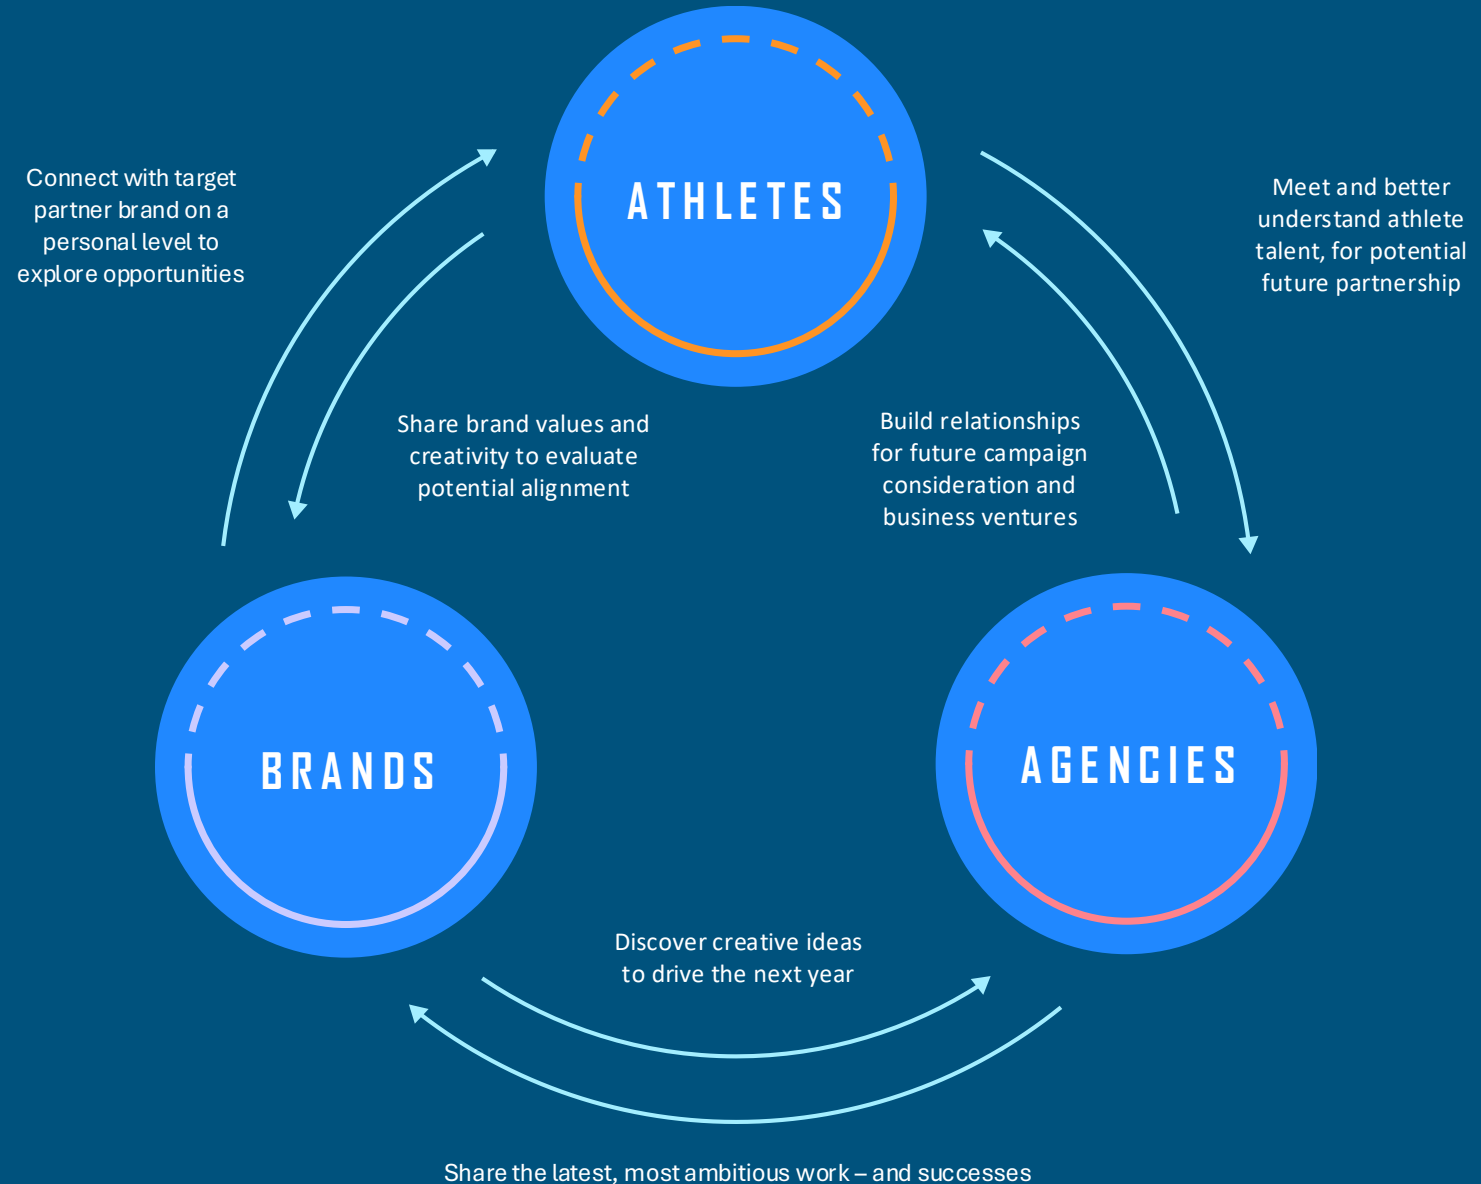 ATHLETES
Connect with target
partner brand on a
personal level to
explore opportunities
Meet and better
understand athlete
talent, for potential
future partnership
Share brand values and
creativity to evaluate
potential alignment
Build relationships
for future campaign
consideration and
business ventures
BRANDS
AGENCIES
Discover creative ideas
to drive the next year
Share the latest, most ambitious work – and successes